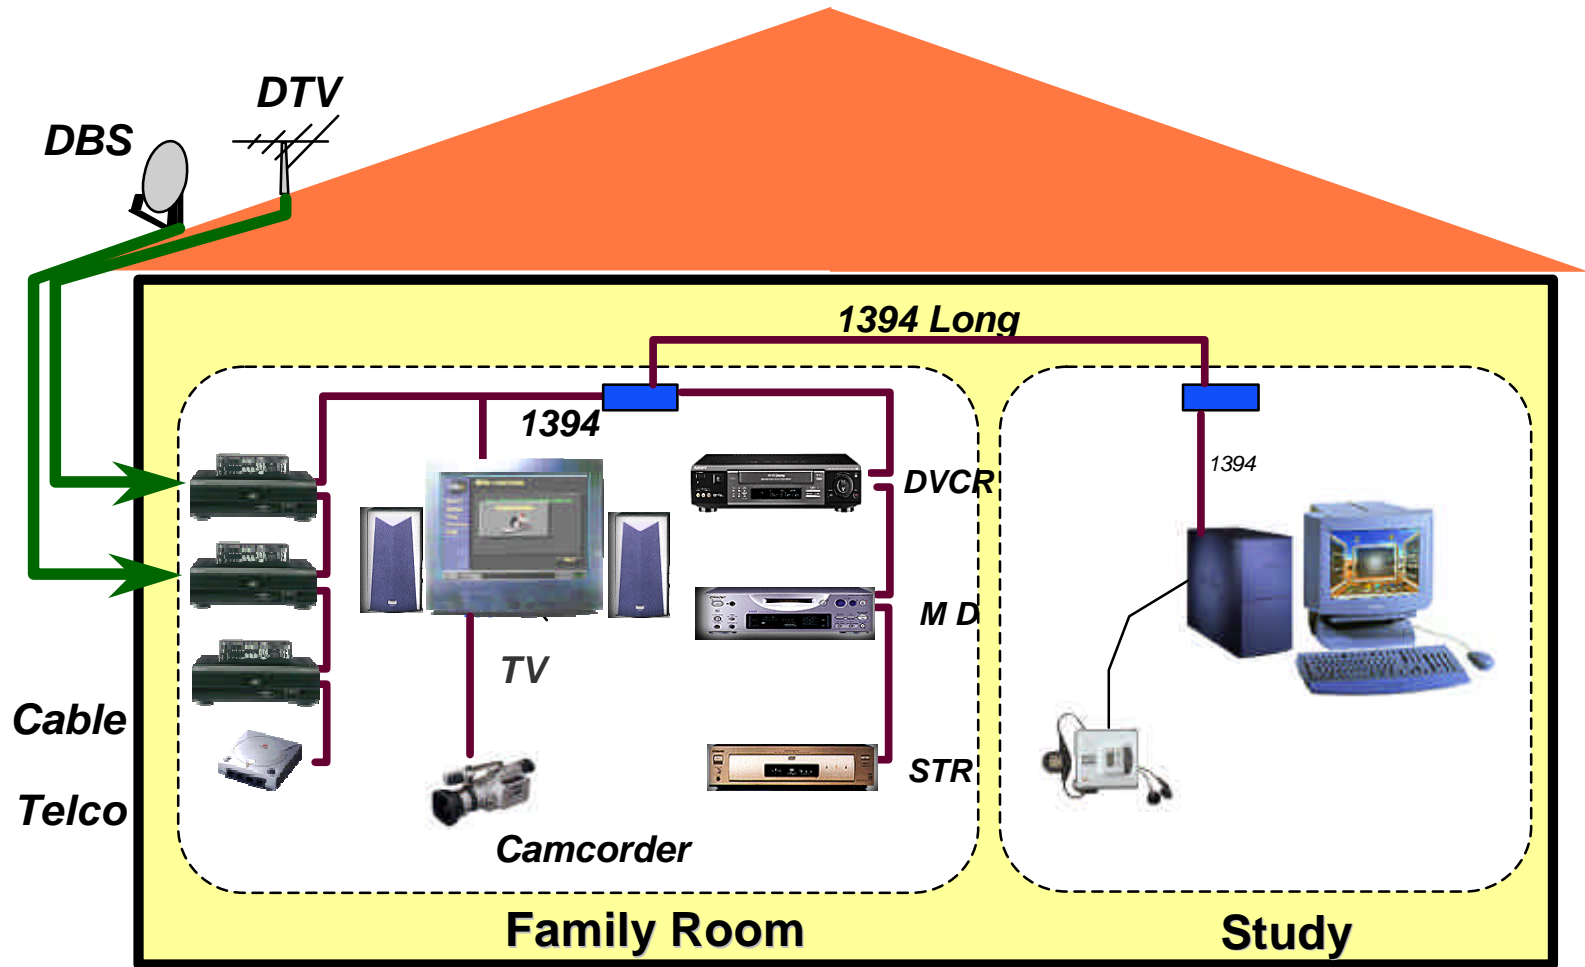 DTV
DBS
1394 Long
1394
1394
DVCR
M D
TV
Cable
STR
Telco
Camcorder
Family Room
Study